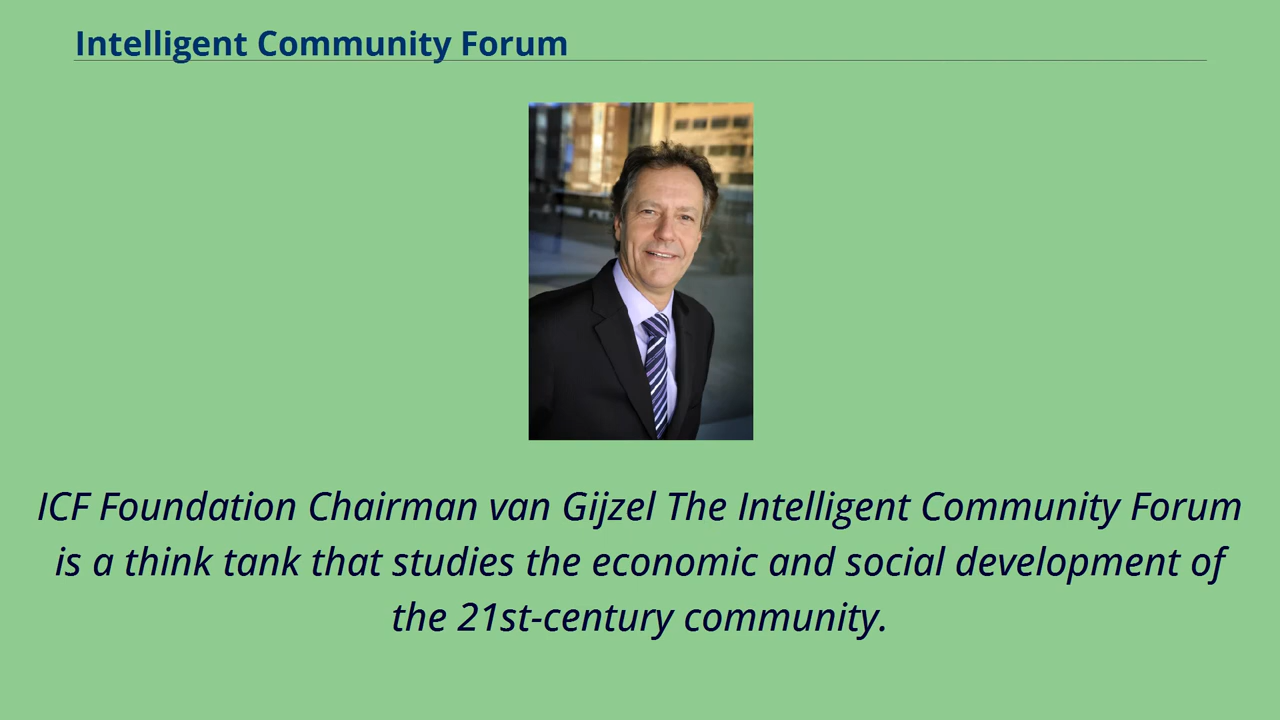 Intelligent Community Forum
ICF Foundation Chairman van Gijzel The Intelligent Community Forum
is a think tank that studies the economic and social development of
the 21st-century community.